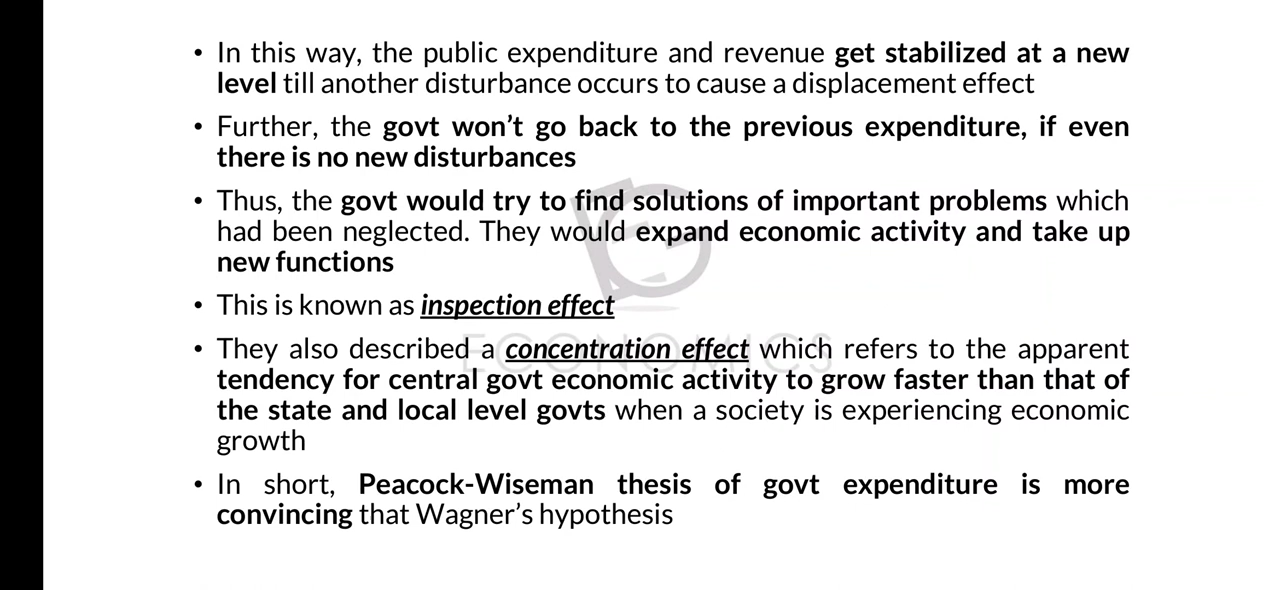 • In this way, the public expenditure and revenue get stabilized at a new
level till another disturbance occurs to cause a displacement effect
• Further, the govt won't go back to the previous expenditure, if even
there is no new disturbances
• Thus, the govt would try to find solutions of important problems which
had been neglected. They would expand economic activity and take up
new functions
• This is known as inspection effect
• They also described a concentration effect which refers to the apparent
ECONOMICS
tendency for central govt economic activity to grow faster than that of
the state and local level govts when a society is experiencing economic
growth
• In short, Peacock-Wiseman thesis of govt expenditure is more
convincing that Wagner's hypothesis